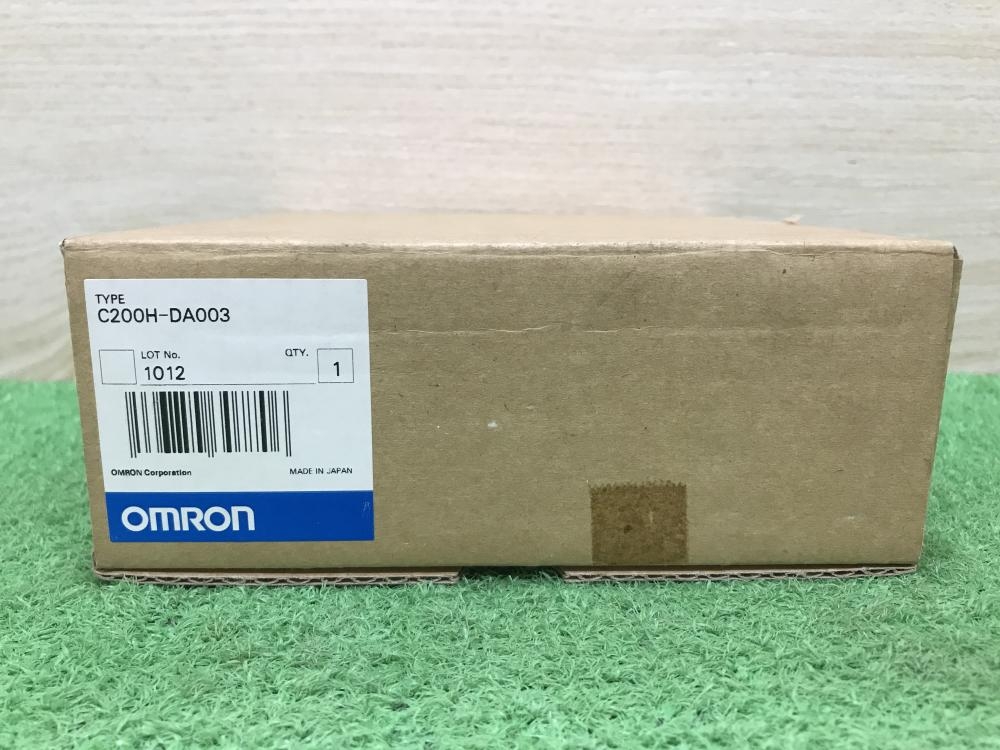 TYPE
C200H-DA003
LOT No. QTY.
1012 1
OMRON Corporation MADE IN JAPAN
OMRON